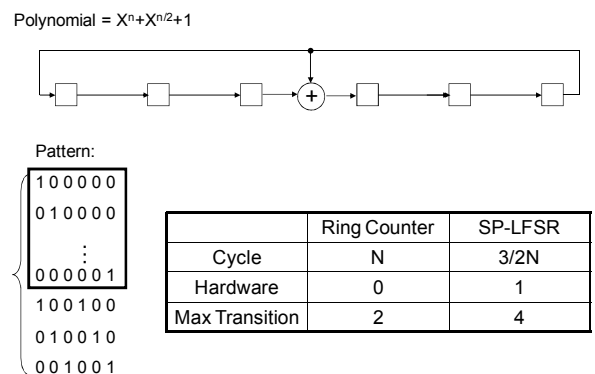 Polynomial = Xⁿ+Xⁿ/²+1
+
Pattern:
1 0 0 0 0 0
0 1 0 0 0 0
⋮
0 0 0 0 0 1
1 0 0 1 0 0
0 1 0 0 1 0
0 0 1 0 0 1
Ring Counter SP-LFSR
Cycle N 3/2N
Hardware 0 1
Max Transition 2 4